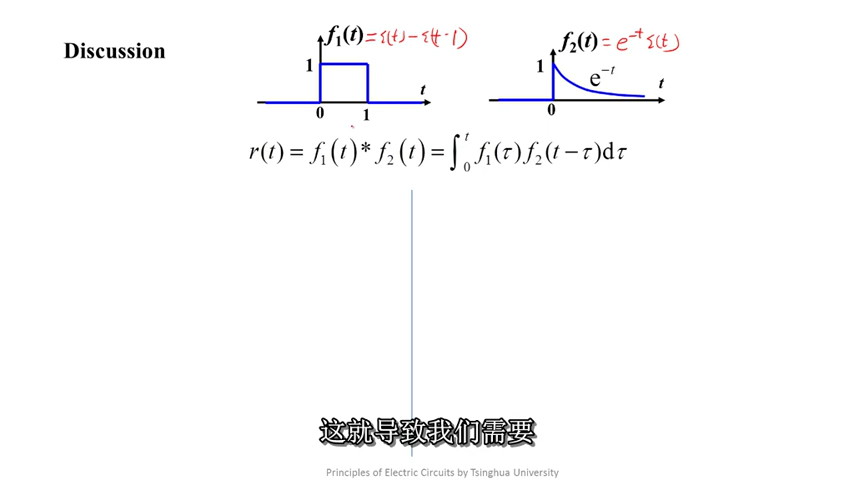 Discussion
f₁(t) = ε(t) - ε(t-1)
1
t
0 1
f₂(t) = e⁻ᵗ ε(t)
1
e⁻ᵗ
t
0
r(t) = f₁(t) * f₂(t) = ∫₀ᵗ f₁(τ) f₂(t − τ)dτ
这就导致我们需要
Principles of Electric Circuits by Tsinghua University